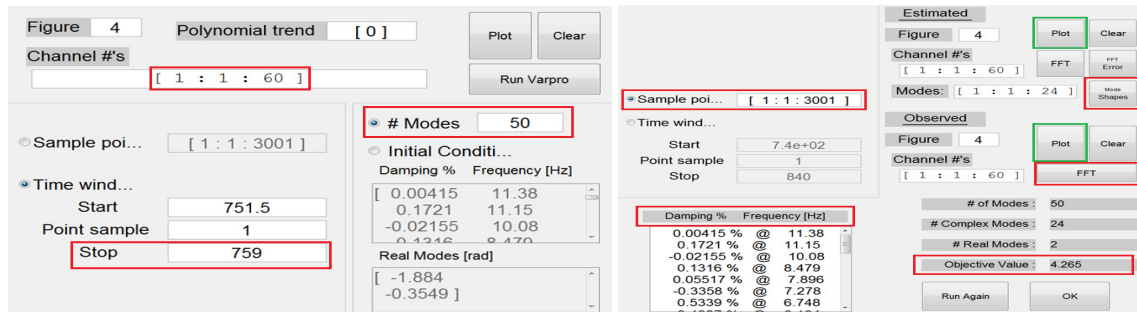 Figure 4 Polynomial trend [ 0 ] Plot Clear
Channel #'s
[ 1 : 1 : 60 ] Run Varpro
Sample poi... [ 1 : 1 : 3001 ]
Time wind...
Start 751.5
Point sample 1
Stop 759
# Modes 50
Initial Conditi...
Damping % Frequency [Hz]
[ 0.00415 11.38
0.1721 11.15
-0.02155 10.08
0.1316 8.479
Real Modes [rad]
[ -1.884
-0.3549 ]
Sample poi... [ 1 : 1 : 3001 ]
Time wind...
Start 7.4e+02
Point sample 1
Stop 840
Damping % Frequency [Hz]
0.00415 % @ 11.38
0.1721 % @ 11.15
-0.02155 % @ 10.08
0.1316 % @ 8.479
0.05517 % @ 7.896
-0.3358 % @ 7.278
0.5339 % @ 6.748
Estimated
Figure 4 Plot Clear
Channel #'s
[ 1 : 1 : 60 ] FFT FFT Error
Modes: [ 1 : 1 : 24 ] Mode Shapes
Observed
Figure 4 Plot Clear
Channel #'s
[ 1 : 1 : 60 ] FFT
# of Modes : 50
# Complex Modes : 24
# Real Modes : 2
Objective Value : 4.265
Run Again OK